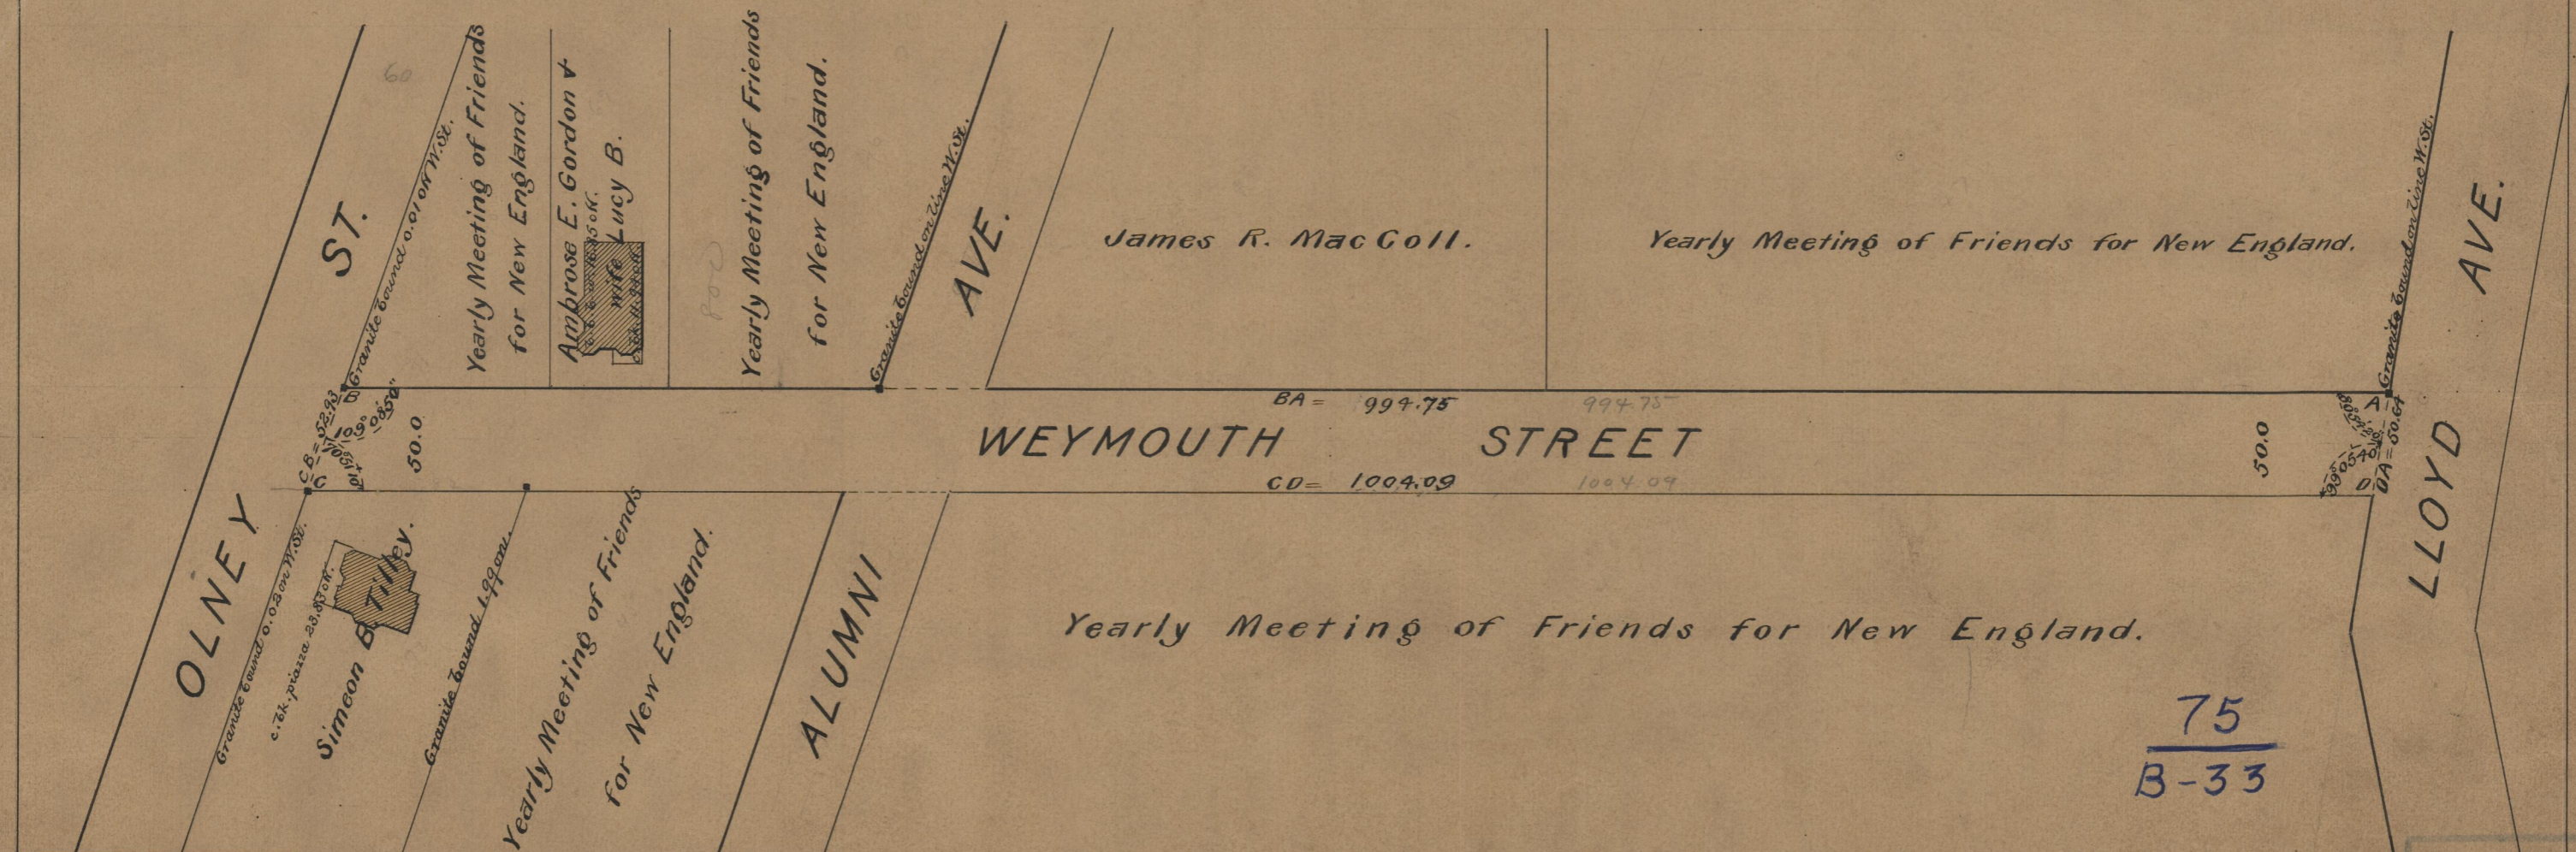 60
OLNEY ST.
Granite bound 0.01 on W. St.
Yearly Meeting of Friends
for New England.
Ambrose E. Gordon &
wife Lucy B.
Yearly Meeting of Friends
for New England.
Granite bound on line W. St.
ALUMNI AVE.
James R. MacColl.
Yearly Meeting of Friends for New England.
Granite bound on line W. St.
LLOYD AVE.
B
CB = 52.93
109° 08' 50"
C
50.0
BA = 994.75
994.75
WEYMOUTH STREET
CD = 1004.09
1004.09
50.0
A
DA = 50.64
D
Granite bound 0.03 on W. St.
c. bk. piazza 23.83 off.
Simeon B. Tilley.
Granite bound 1.99 on.
Yearly Meeting of Friends
for New England.
Yearly Meeting of Friends for New England.
75
B-33